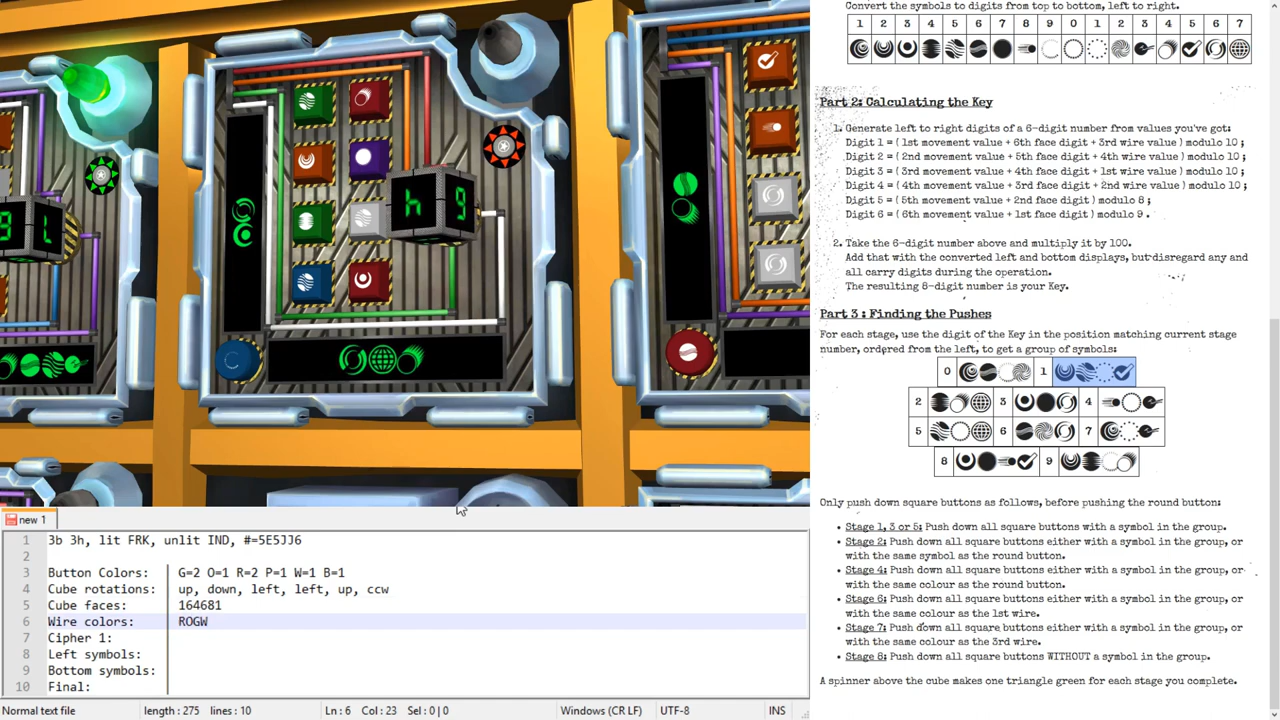 h g
new 1
1 3b 3h, lit FRK, unlit IND, #=5E5JJ6
2
3 Button Colors: G=2 O=1 R=2 P=1 W=1 B=1
4 Cube rotations: up, down, left, left, up, ccw
5 Cube faces: 164681
6 Wire colors: ROGW
7 Cipher 1:
8 Left symbols:
9 Bottom symbols:
10 Final:
Normal text file length : 275 lines : 10 Ln : 6 Col : 23 Sel : 0 | 0 Windows (CR LF) UTF-8 INS
Convert the symbols to digits from top to bottom, left to right.
1 2 3 4 5 6 7 8 9 0 1 2 3 4 5 6 7
Part 2: Calculating the Key
1. Generate left to right digits of a 6-digit number from values you've got:
Digit 1 = ( 1st movement value + 6th face digit + 3rd wire value ) modulo 10 ;
Digit 2 = ( 2nd movement value + 5th face digit + 4th wire value ) modulo 10 ;
Digit 3 = ( 3rd movement value + 4th face digit + 1st wire value ) modulo 10 ;
Digit 4 = ( 4th movement value + 3rd face digit + 2nd wire value ) modulo 10 ;
Digit 5 = ( 5th movement value + 2nd face digit ) modulo 8 ;
Digit 6 = ( 6th movement value + 1st face digit ) modulo 9 .
2. Take the 6-digit number above and multiply it by 100.
Add that with the converted left and bottom displays, but disregard any and
all carry digits during the operation.
The resulting 8-digit number is your Key.
Part 3 : Finding the Pushes
For each stage, use the digit of the Key in the position matching current stage
number, ordered from the left, to get a group of symbols:
0 1
2 3 4
5 6 7
8 9
Only push down square buttons as follows, before pushing the round button:
• Stage 1, 3 or 5: Push down all square buttons with a symbol in the group.
• Stage 2: Push down all square buttons either with a symbol in the group, or
with the same symbol as the round button.
• Stage 4: Push down all square buttons either with a symbol in the group, or
with the same colour as the round button.
• Stage 6: Push down all square buttons either with a symbol in the group, or
with the same colour as the 1st wire.
• Stage 7: Push down all square buttons either with a symbol in the group, or
with the same colour as the 3rd wire.
• Stage 8: Push down all square buttons WITHOUT a symbol in the group.
A spinner above the cube makes one triangle green for each stage you complete.